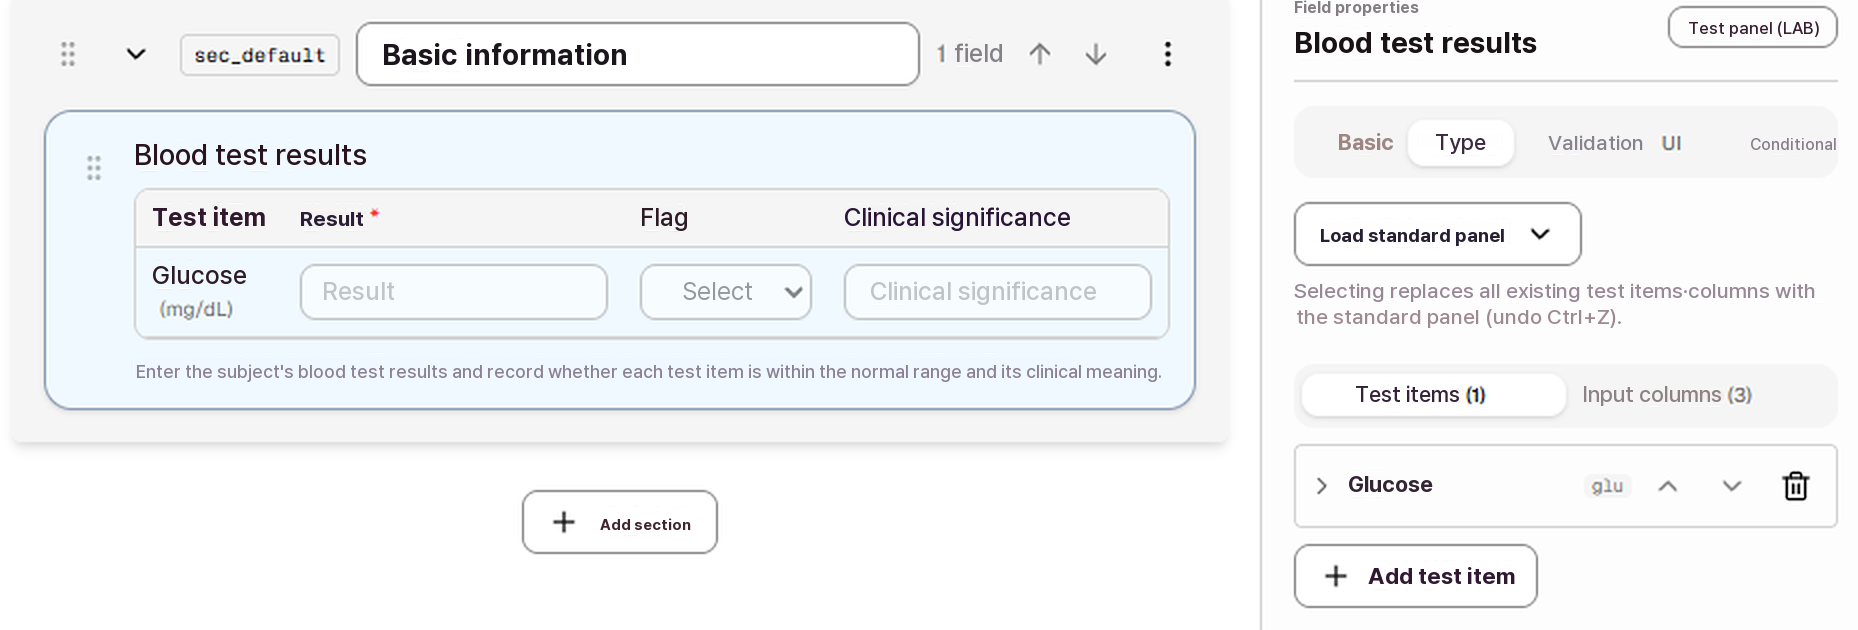 sec_default
Basic information
1 field
Blood test results
Test item
Result *
Flag
Clinical significance
Glucose
(mg/dL)
Result
Select
Clinical significance
Enter the subject's blood test results and record whether each test item is within the normal range and its clinical meaning.
Add section
Field properties
Blood test results
Test panel (LAB)
Basic
Type
Validation
UI
Conditional
Load standard panel
Selecting replaces all existing test items·columns with
the standard panel (undo Ctrl+Z).
Test items (1)
Input columns (3)
Glucose
glu
Add test item